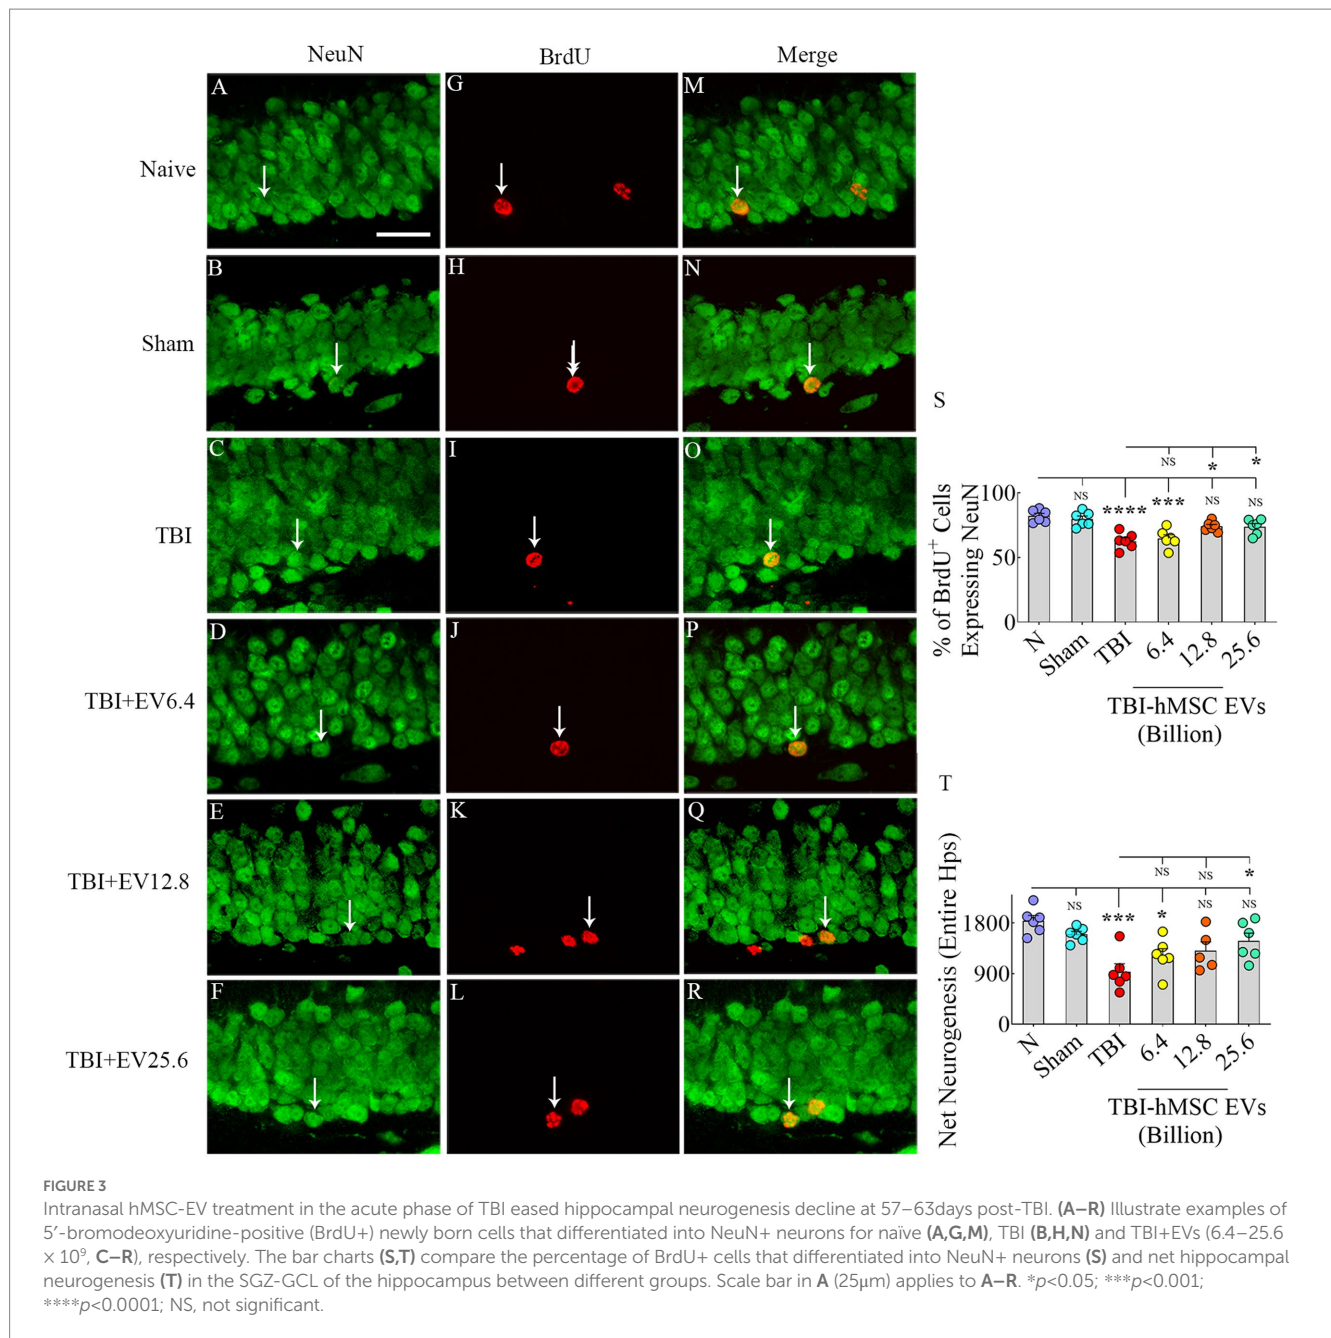 NeuN BrdU Merge
A G M
Naive
B H N
Sham
C I O
TBI
D J P
TBI+EV6.4
E K Q
TBI+EV12.8
F L R
TBI+EV25.6
S
NS * *
NS **** *** NS NS
% of BrdU+ Cells
Expressing NeuN
100
50
0
N Sham TBI 6.4 12.8 25.6
TBI-hMSC EVs
(Billion)
T
NS NS *
NS *** * NS NS
Net Neurogenesis (Entire Hps)
1800
900
0
N Sham TBI 6.4 12.8 25.6
TBI-hMSC EVs
(Billion)
FIGURE 3
Intranasal hMSC-EV treatment in the acute phase of TBI eased hippocampal neurogenesis decline at 57–63days post-TBI. (A–R) Illustrate examples of
5′-bromodeoxyuridine-positive (BrdU+) newly born cells that differentiated into NeuN+ neurons for naïve (A,G,M), TBI (B,H,N) and TBI+EVs (6.4–25.6
× 10⁹, C–R), respectively. The bar charts (S,T) compare the percentage of BrdU+ cells that differentiated into NeuN+ neurons (S) and net hippocampal
neurogenesis (T) in the SGZ-GCL of the hippocampus between different groups. Scale bar in A (25μm) applies to A–R. *p<0.05; ***p<0.001;
****p<0.0001; NS, not significant.